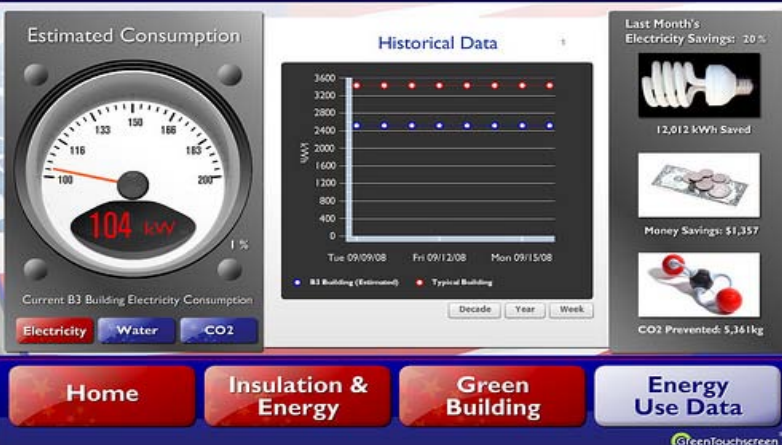 Estimated Consumption
133 150 166
116 183
100 200
104 kW
1 %
Current B3 Building Electricity Consumption
Electricity Water CO2
Historical Data
3600
3200
2800
2400
2000
1600
1200
800
400
0
kWh
Tue 09/09/08 Fri 09/12/08 Mon 09/15/08
B3 Building (Estimated) Typical Building
Decade Year Week
Last Month's
Electricity Savings: 20 %
12,012 kWh Saved
Money Savings: $1,357
CO2 Prevented: 5,361kg
Home
Insulation &
Energy
Green
Building
Energy
Use Data
GreenTouchscreen